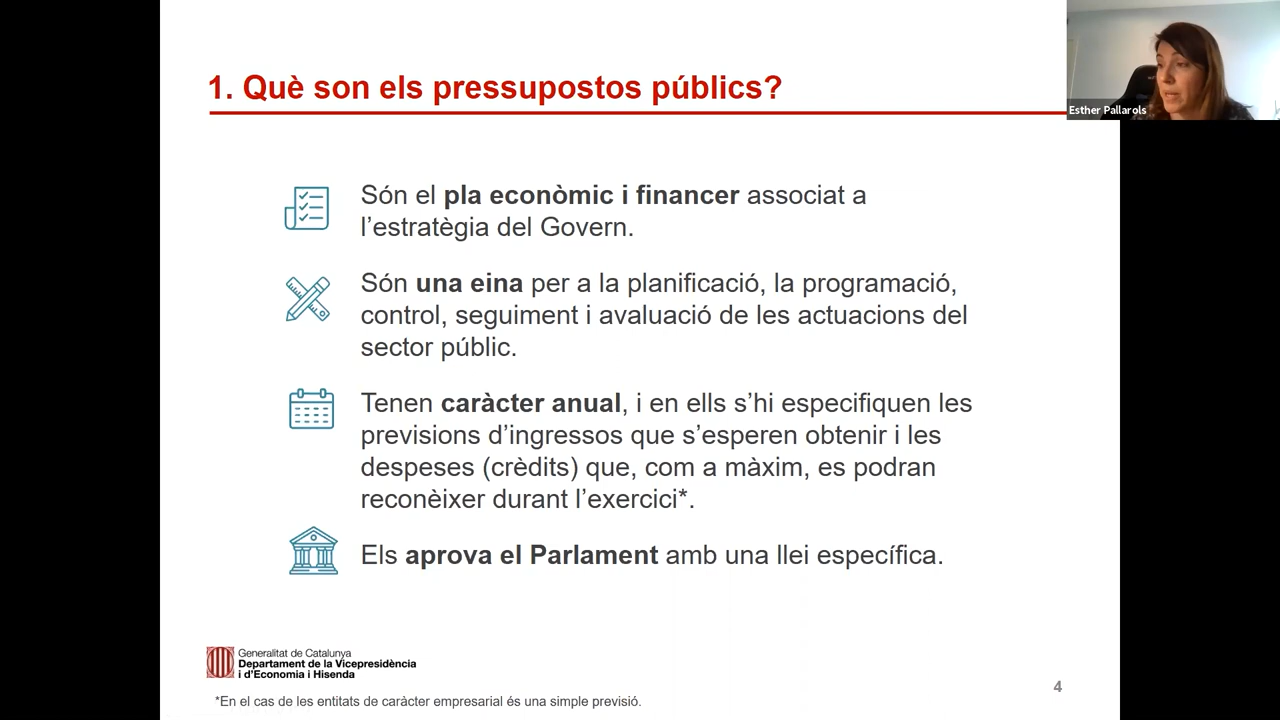 1. Què son els pressupostos públics?
Esther Pallarols
Són el pla econòmic i financer associat a
l’estratègia del Govern.
Són una eina per a la planificació, la programació,
control, seguiment i avaluació de les actuacions del
sector públic.
Tenen caràcter anual, i en ells s’hi especifiquen les
previsions d’ingressos que s’esperen obtenir i les
despeses (crèdits) que, com a màxim, es podran
reconèixer durant l’exercici*.
Els aprova el Parlament amb una llei específica.
Generalitat de Catalunya
Departament de la Vicepresidència
i d’Economia i Hisenda
4
*En el cas de les entitats de caràcter empresarial és una simple previsió.